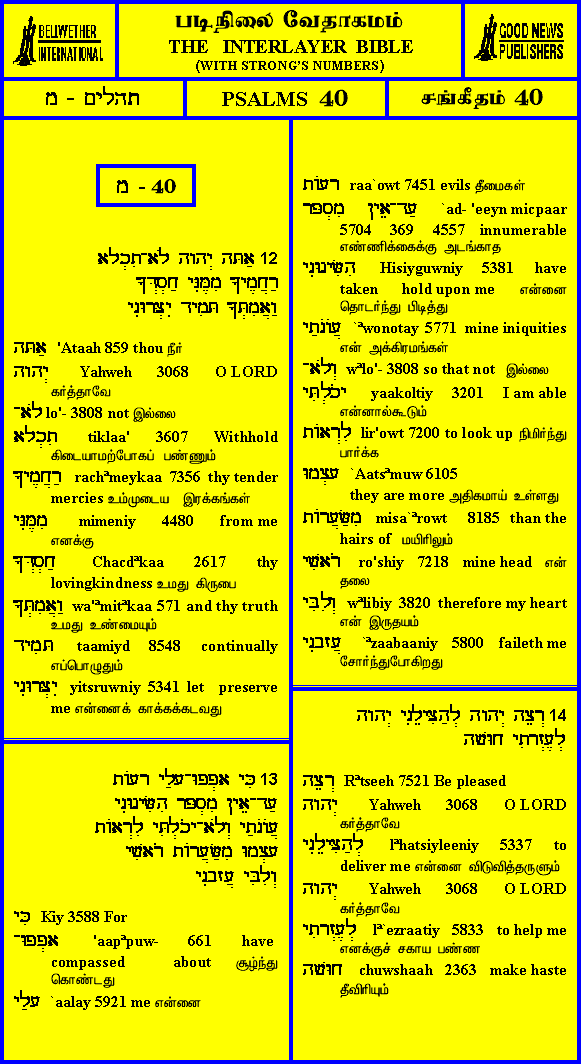 BELLWETHER
INTERNATIONAL
படிநிலை வேதாகமம்
THE INTERLAYER BIBLE
(WITH STRONG'S NUMBERS)
GOOD NEWS
PUBLISHERS
תהלים - מ
PSALMS 40
சங்கீதம் 40
מ - 40
12 אַתָּה יְהוָה לֹא־תִכְלָא
רַחֲמֶיךָ מִמֶּנִּי חַסְדְּךָ
וַאֲמִתְּךָ תָּמִיד יִצְּרוּנִי
אַתָּה 'Ataah 859 thou நீர்
יְהוָה Yahweh 3068 O LORD
கர்த்தாவே
לֹא־ lo'- 3808 not இல்லை
תִכְלָא tiklaa' 3607 Withhold
கிடையாமற்போகப் பண்ணும்
רַחֲמֶיךָ rachᵃmeykaa 7356 thy tender
mercies உம்முடைய இரக்கங்கள்
מִמֶּנִּי mimeniy 4480 from me
எனக்கு
חַסְדְּךָ Chacdᵊkaa 2617 thy
lovingkindness உமது கிருபை
וַאֲמִתְּךָ wa'ᵃmitᵊkaa 571 and thy truth
உமது உண்மையும்
תָּמִיד taamiyd 8548 continually
எப்பொழுதும்
יִצְּרוּנִי yitsruwniy 5341 let preserve
me என்னைக் காக்கக்கடவது
13 כִּי אָפְפוּ־עָלַי רָעוֹת
עַד־אֵין מִסְפָּר הִשִּׂיגוּנִי
עֲוֹנֹתַי וְלֹא־יָכֹלְתִּי לִרְאוֹת
עָצְמוּ מִשַּׂעֲרוֹת רֹאשִׁי
וְלִבִּי עֲזָבָנִי
כִּי Kiy 3588 For
אָפְפוּ־ 'aapᵊpuw- 661 have
compassed about சூழ்ந்து
கொண்டது
עָלַי `aalay 5921 me என்னை
רָעוֹת raa`owt 7451 evils தீமைகள்
עַד־אֵין מִסְפָּר `ad- 'eeyn micpaar
5704 369 4557 innumerable
எண்ணிக்கைக்கு அடங்காத
הִשִּׂיגוּנִי Hisiyguwniy 5381 have
taken hold upon me என்னை
தொடர்ந்து பிடித்து
עֲוֹנֹתַי `ᵃwonotay 5771 mine iniquities
என் அக்கிரமங்கள்
וְלֹא־ wᵊlo'- 3808 so that not இல்லை
יָכֹלְתִּי yaakoltiy 3201 I am able
என்னால்கூடும்
לִרְאוֹת lir'owt 7200 to look up நிமிர்ந்து
பார்க்க
עָצְמוּ `Aatsᵊmuw 6105
they are more அதிகமாய் உள்ளது
מִשַּׂעֲרוֹת misa`ᵃrowt 8185 than the
hairs of மயிரிலும்
רֹאשִׁי ro'shiy 7218 mine head என்
தலை
וְלִבִּי wᵊlibiy 3820 therefore my heart
என் இருதயம்
עֲזָבָנִי `ᵃzaabaaniy 5800 faileth me
சோர்ந்துபோகிறது
14 רְצֵה יְהוָה לְהַצִּילֵנִי יְהוָה
לְעֶזְרָתִי חוּשָׁה
רְצֵה Rᵊtseeh 7521 Be pleased
יְהוָה Yahweh 3068 O LORD
கர்த்தாவே
לְהַצִּילֵנִי lᵊhatsiyleeniy 5337 to
deliver me என்னை விடுவித்தருளும்
יְהוָה Yahweh 3068 O LORD
கர்த்தாவே
לְעֶזְרָתִי lᵊ`ezraatiy 5833 to help me
எனக்குச் சகாய பண்ண
חוּשָׁה chuwshaah 2363 make haste
தீவிரியும்